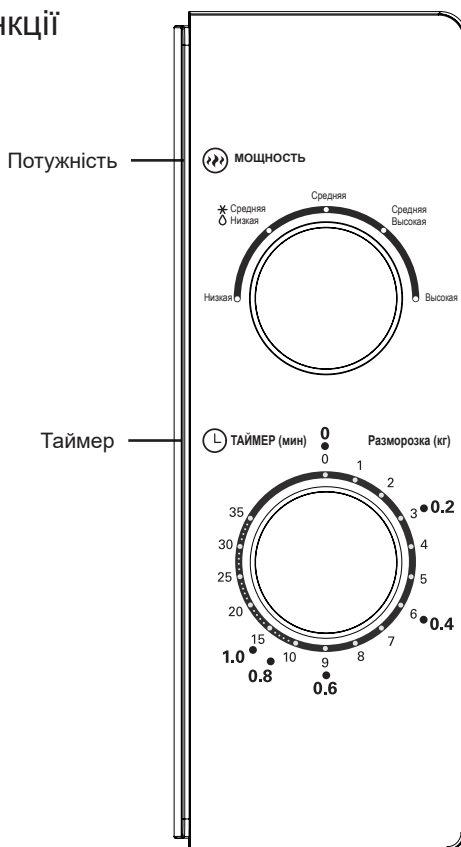 нкції
Потужність
МОЩНОСТЬ
Средняя
Средняя
Низкая
Средняя
Высокая
Низкая
Высокая
Таймер
ТАЙМЕР (мин)
0
Разморозка (кг)
0
1
2
3
0.2
4
5
6
0.4
7
8
9
0.6
10
0.8
15
1.0
20
25
30
35